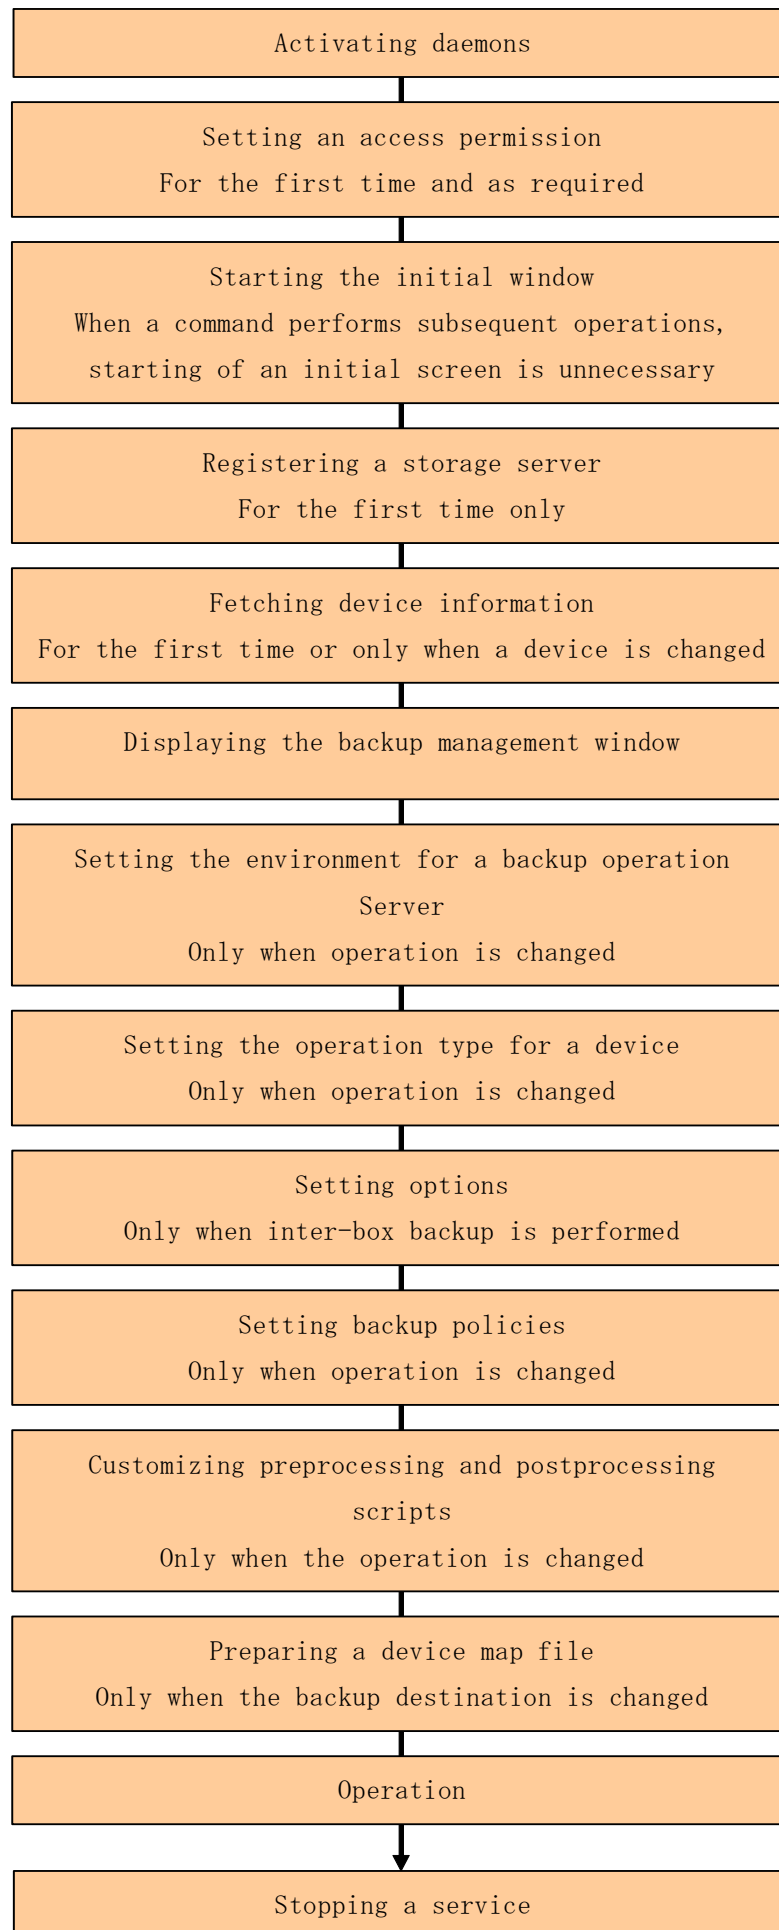 Activating daemons
Setting an access permission
For the first time and as required
Starting the initial window
When a command performs subsequent operations,
starting of an initial screen is unnecessary
Registering a storage server
For the first time only
Fetching device information
For the first time or only when a device is changed
Displaying the backup management window
Setting the environment for a backup operation
Server
Only when operation is changed
Setting the operation type for a device
Only when operation is changed
Setting options
Only when inter-box backup is performed
Setting backup policies
Only when operation is changed
Customizing preprocessing and postprocessing
scripts
Only when the operation is changed
Preparing a device map file
Only when the backup destination is changed
Operation
Stopping a service